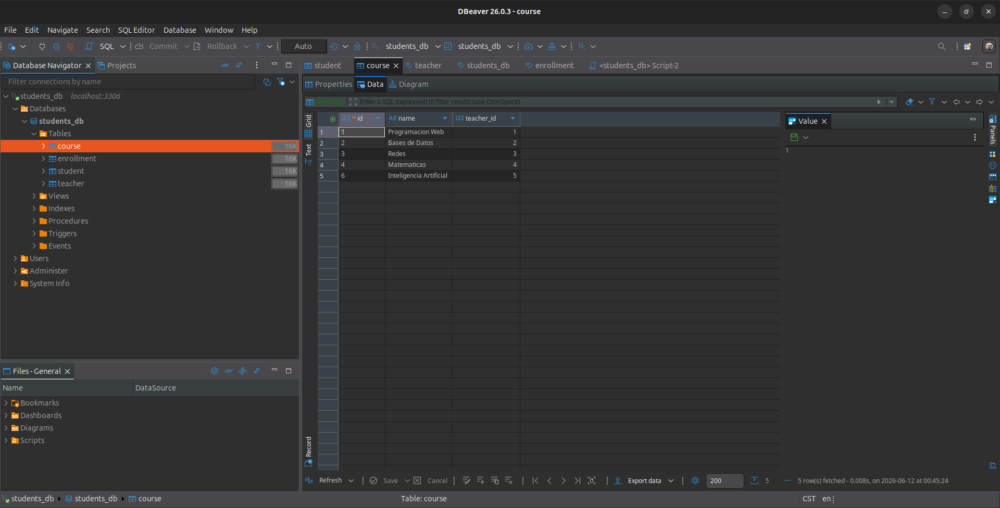 DBeaver 26.0.3 - course
File Edit Navigate Search SQL Editor Database Window Help
SQL Commit Rollback T Auto students_db students_db
Database Navigator Projects
student course teacher students_db enrollment <students_db> Script-2
Filter connections by name
Properties Data Diagram
Show SQL Enter a SQL expression to filter results (use Ctrl+Space)
students_db localhost:3306
Databases
students_db
Tables
course 16K
enrollment 16K
student 16K
teacher 16K
Views
Indexes
Procedures
Triggers
Events
Users
Administer
System Info
Grid
Text
Record
123 id A-Z name 123 teacher_id
1 1 Programacion Web 1
2 2 Bases de Datos 2
3 3 Redes 3
4 4 Matematicas 4
5 6 Inteligencia Artificial 5
Value
1
Panels
Files - General
Name DataSource
Bookmarks
Dashboards
Diagrams
Scripts
Refresh Save Cancel Export data 200 5 ... 5 row(s) fetched - 0.008s, on 2026-06-12 at 00:45:24
students_db students_db course Table: course CST en